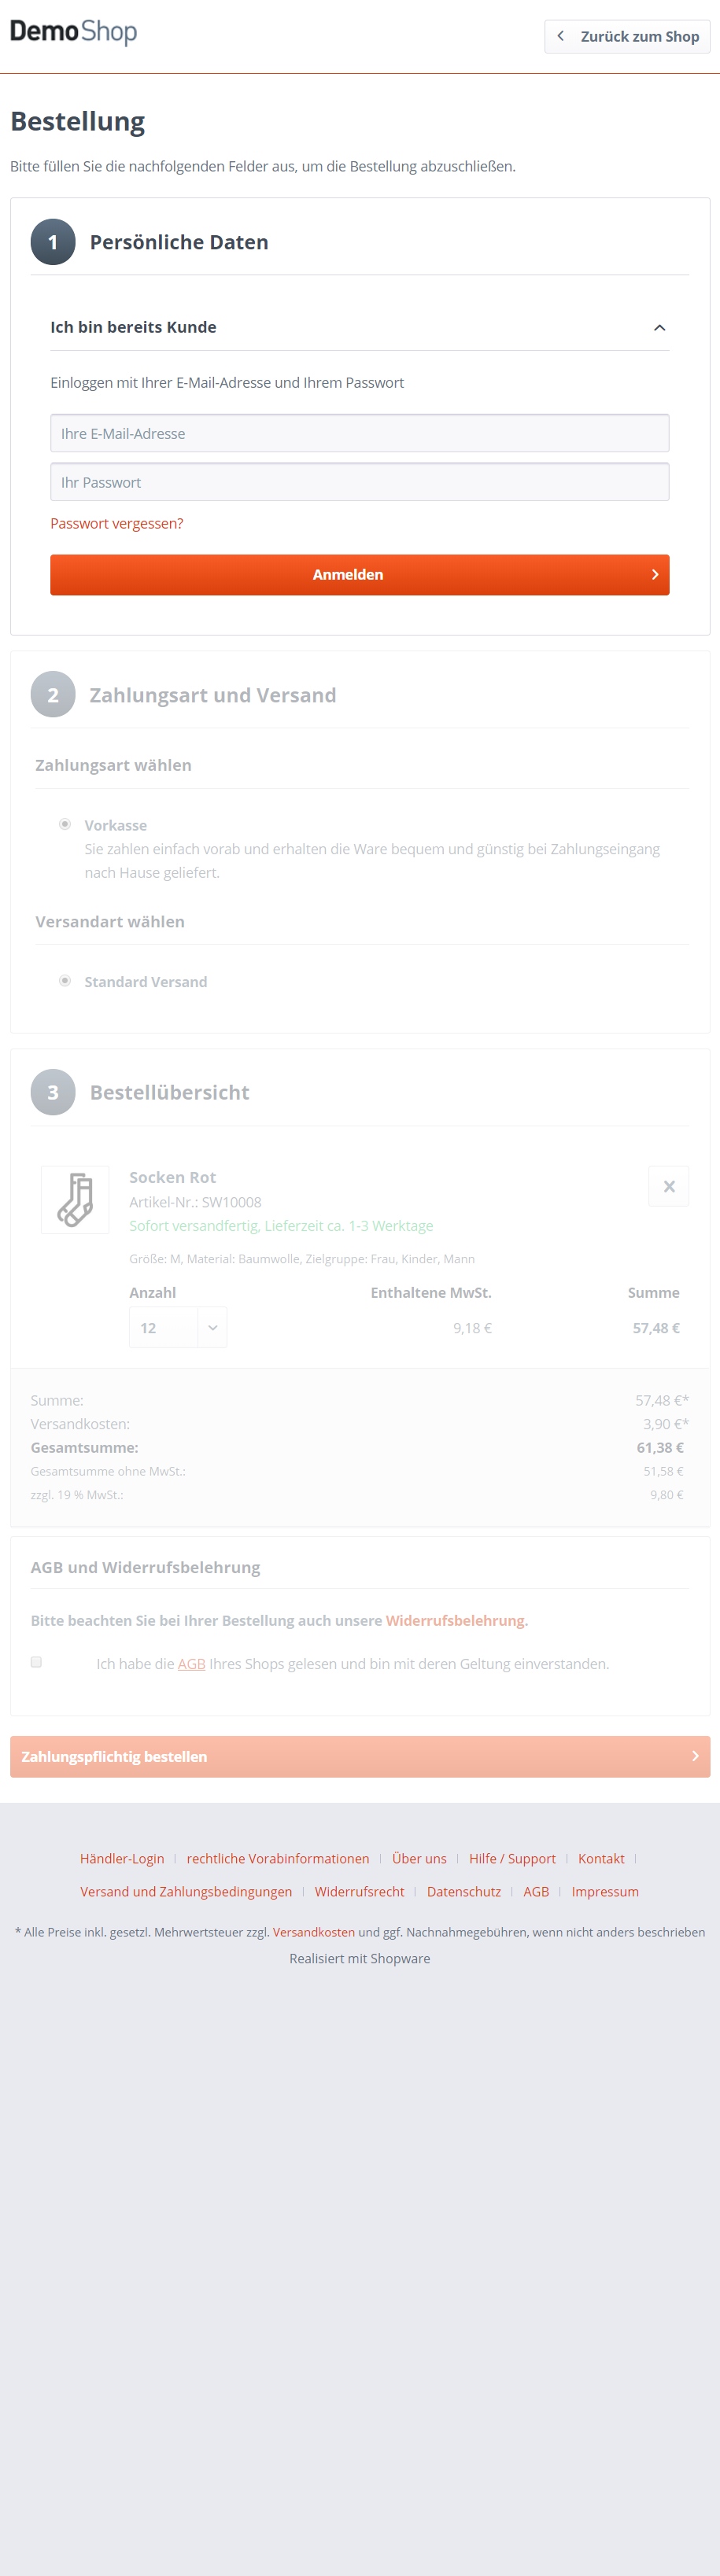 DemoShop
Zurück zum Shop
Bestellung
Bitte füllen Sie die nachfolgenden Felder aus, um die Bestellung abzuschließen.
1 Persönliche Daten
Ich bin bereits Kunde
Einloggen mit Ihrer E-Mail-Adresse und Ihrem Passwort
Ihre E-Mail-Adresse
Ihr Passwort
Passwort vergessen?
Anmelden
2 Zahlungsart und Versand
Zahlungsart wählen
Vorkasse
Sie zahlen einfach vorab und erhalten die Ware bequem und günstig bei Zahlungseingang
nach Hause geliefert.
Versandart wählen
Standard Versand
3 Bestellübersicht
Socken Rot
Artikel-Nr.: SW10008
Sofort versandfertig, Lieferzeit ca. 1-3 Werktage
Größe: M, Material: Baumwolle, Zielgruppe: Frau, Kinder, Mann
Anzahl Enthaltene MwSt. Summe
12 9,18 € 57,48 €
Summe: 57,48 €*
Versandkosten: 3,90 €*
Gesamtsumme: 61,38 €
Gesamtsumme ohne MwSt.: 51,58 €
zzgl. 19 % MwSt.: 9,80 €
AGB und Widerrufsbelehrung
Bitte beachten Sie bei Ihrer Bestellung auch unsere Widerrufsbelehrung.
Ich habe die AGB Ihres Shops gelesen und bin mit deren Geltung einverstanden.
Zahlungspflichtig bestellen
Händler-Login | rechtliche Vorabinformationen | Über uns | Hilfe / Support | Kontakt |
Versand und Zahlungsbedingungen | Widerrufsrecht | Datenschutz | AGB | Impressum
* Alle Preise inkl. gesetzl. Mehrwertsteuer zzgl. Versandkosten und ggf. Nachnahmegebühren, wenn nicht anders beschrieben
Realisiert mit Shopware